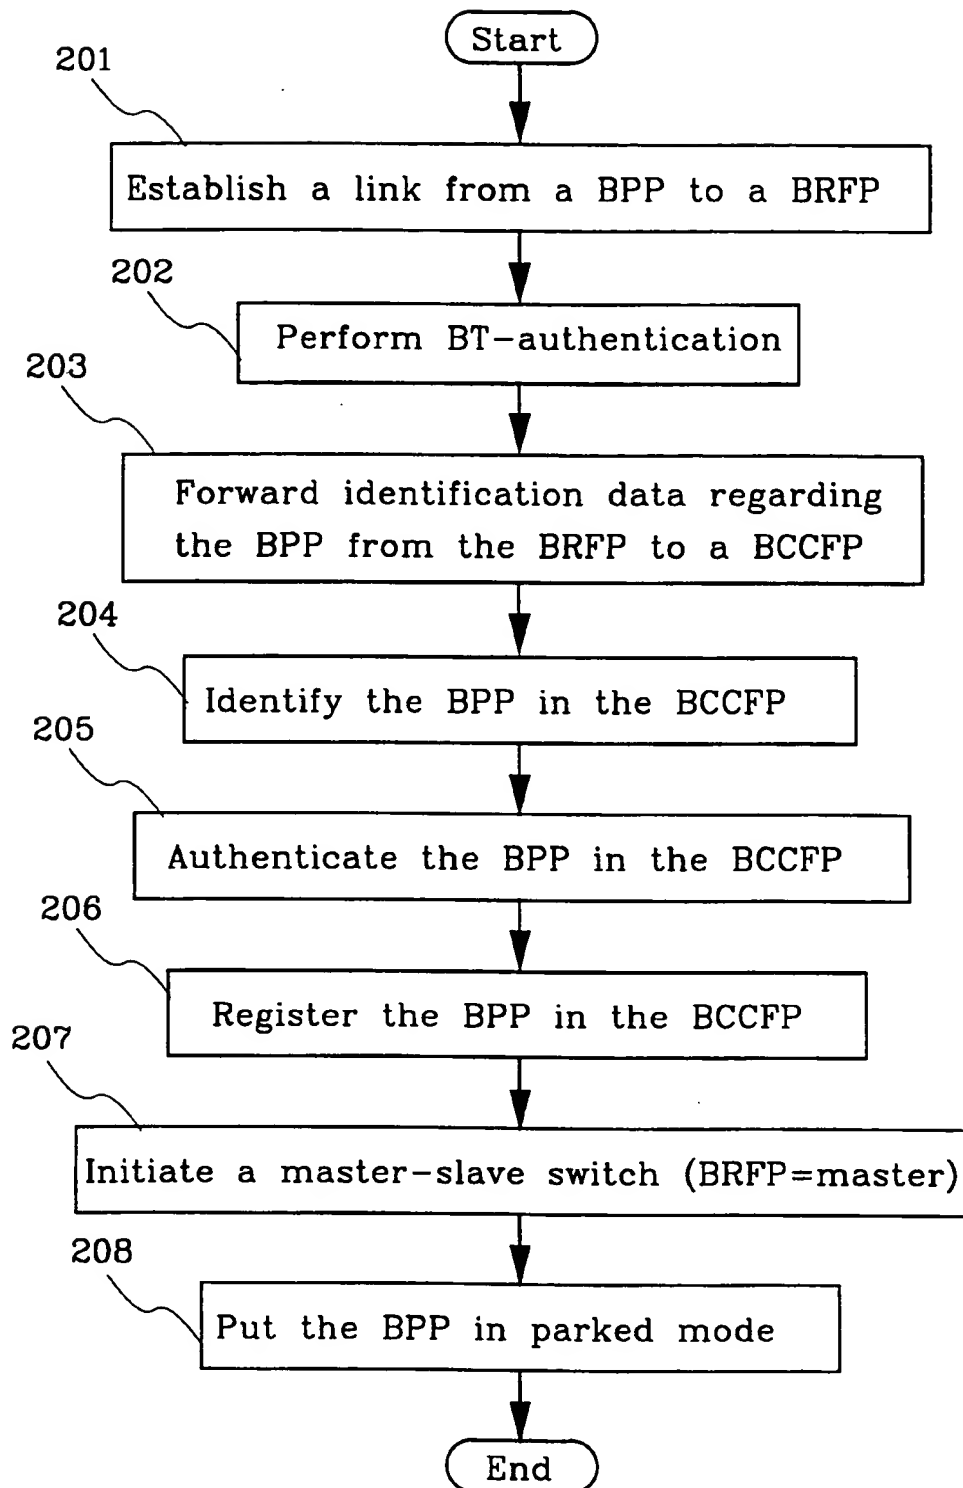 Start
201
Establish a link from a BPP to a BRFP
202
Perform BT-authentication
203
Forward identification data regarding
the BPP from the BRFP to a BCCFP
204
Identify the BPP in the BCCFP
205
Authenticate the BPP in the BCCFP
206
Register the BPP in the BCCFP
207
Initiate a master-slave switch (BRFP=master)
208
Put the BPP in parked mode
End